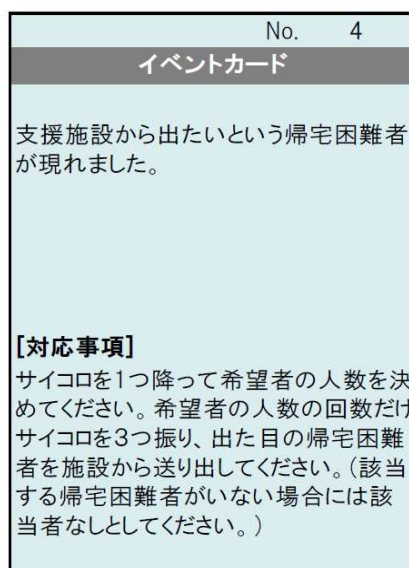 No. 4
イベントカード
支援施設から出たいという帰宅困難者
が現れました。
[対応事項]
サイコロを1つ降って希望者の人数を決
めてください。希望者の人数の回数だけ
サイコロを3つ振り、出た目の帰宅困難
者を施設から送り出してください。(該当
する帰宅困難者がいない場合には該
当者なしとしてください。)